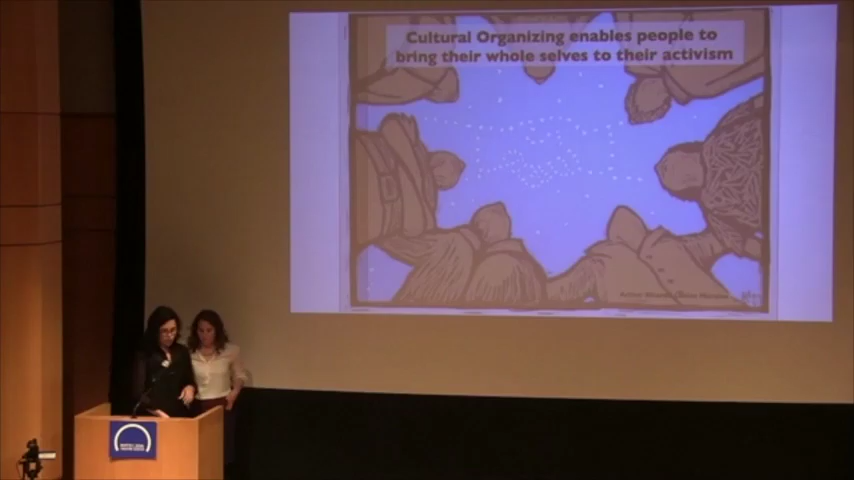 Cultural Organizing enables people to
bring their whole selves to their activism